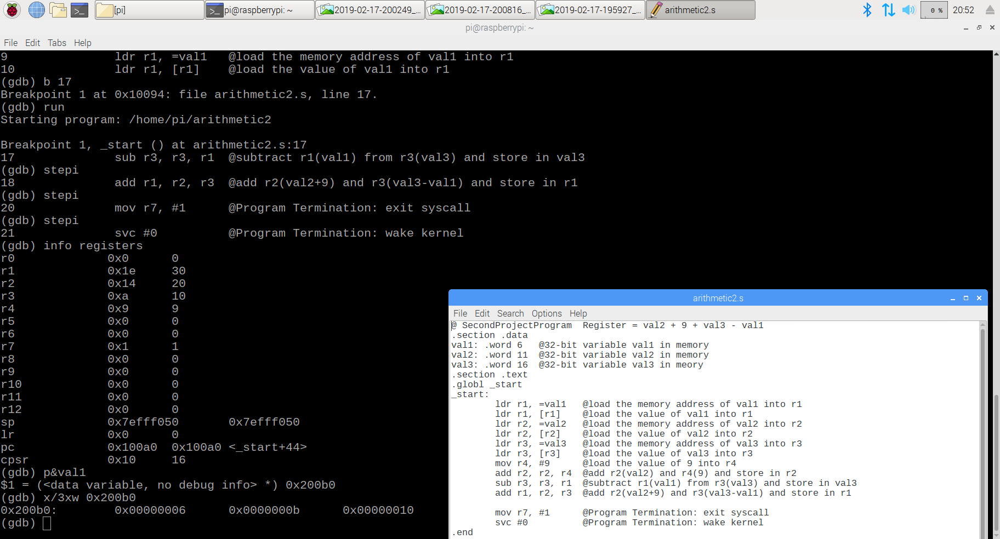 [pi]
pi@raspberrypi: ~
2019-02-17-200249_...
2019-02-17-200816_...
2019-02-17-195927_...
arithmetic2.s
0 %
20:52
pi@raspberrypi: ~
File Edit Tabs Help
9 ldr r1, =val1 @load the memory address of val1 into r1
10 ldr r1, [r1] @load the value of val1 into r1
(gdb) b 17
Breakpoint 1 at 0x10094: file arithmetic2.s, line 17.
(gdb) run
Starting program: /home/pi/arithmetic2
Breakpoint 1, _start () at arithmetic2.s:17
17 sub r3, r3, r1 @subtract r1(val1) from r3(val3) and store in val3
(gdb) stepi
18 add r1, r2, r3 @add r2(val2+9) and r3(val3-val1) and store in r1
(gdb) stepi
20 mov r7, #1 @Program Termination: exit syscall
(gdb) stepi
21 svc #0 @Program Termination: wake kernel
(gdb) info registers
r0 0x0 0
r1 0x1e 30
r2 0x14 20
r3 0xa 10
r4 0x9 9
r5 0x0 0
r6 0x0 0
r7 0x1 1
r8 0x0 0
r9 0x0 0
r10 0x0 0
r11 0x0 0
r12 0x0 0
sp 0x7efff050 0x7efff050
lr 0x0 0
pc 0x100a0 0x100a0 <_start+44>
cpsr 0x10 16
(gdb) p&val1
$1 = (<data variable, no debug info> *) 0x200b0
(gdb) x/3xw 0x200b0
0x200b0: 0x00000006 0x0000000b 0x00000010
(gdb)
arithmetic2.s
File Edit Search Options Help
@ SecondProjectProgram Register = val2 + 9 + val3 - val1
.section .data
val1: .word 6 @32-bit variable val1 in memory
val2: .word 11 @32-bit variable val2 in memory
val3: .word 16 @32-bit variable val3 in meory
.section .text
.globl _start
_start:
ldr r1, =val1 @load the memory address of val1 into r1
ldr r1, [r1] @load the value of val1 into r1
ldr r2, =val2 @load the memory address of val2 into r2
ldr r2, [r2] @load the value of val2 into r2
ldr r3, =val3 @load the memory address of val3 into r3
ldr r3, [r3] @load the value of val3 into r3
mov r4, #9 @load the value of 9 into r4
add r2, r2, r4 @add r2(val2) and r4(9) and store in r2
sub r3, r3, r1 @subtract r1(val1) from r3(val3) and store in val3
add r1, r2, r3 @add r2(val2+9) and r3(val3-val1) and store in r1
mov r7, #1 @Program Termination: exit syscall
svc #0 @Program Termination: wake kernel
.end